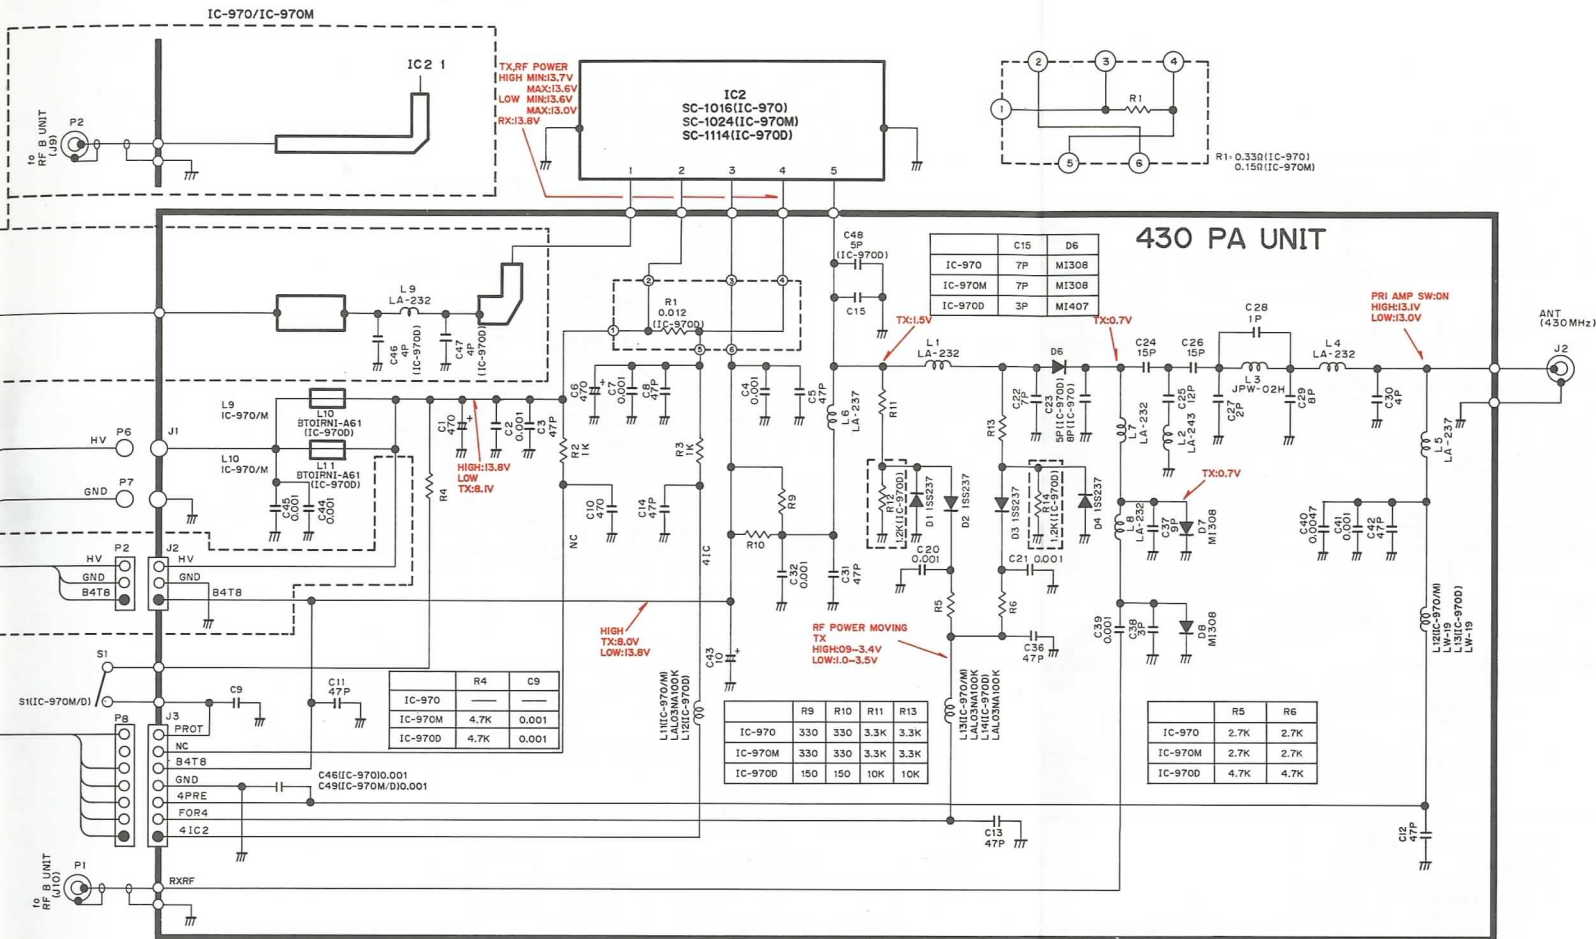 IC-970/IC-970M
IC2 1
P2
to
RF B UNIT
(J9)
TX,RF POWER
HIGH MIN:13.7V
MAX:13.6V
LOW MIN:13.6V
MAX:13.0V
RX:13.8V
IC2
SC-1016(IC-970)
SC-1024(IC-970M)
SC-1114(IC-970D)
1 2 3 4 5
2 3 4
1
R1
5 6
R1: 0.33Ω(IC-970)
0.15Ω(IC-970M)
430 PA UNIT
C48
5P
(IC-970D)
C15
C15 D6
IC-970 7P MI308
IC-970M 7P MI308
IC-970D 3P MI407
L9
LA-232
C46
4P
(IC-970D)
C47
4P
(IC-970D)
2 3 4
R1
0.012
(IC-970D)
1
5 6
TX:1.5V
TX:0.7V
PRI AMP SW:ON
HIGH:13.1V
LOW:13.0V
ANT
(430MHz)
J2
L1
LA-232
D6
C24
15P
C26
15P
C28
1P
L3
JPW-02H
L4
LA-232
C6
470
C7
0.001
C8
47P
C4
0.001
C5
47P
L6
LA-237
R11
C22
7P
C23
5P(IC-970D)
8P(IC-970)
L7
LA-232
C25
12P
L2
LA-243
C27
2P
C29
8P
C30
4P
L5
LA-237
L9
IC-970/M
L10
BT01RN1-A61
(IC-970D)
P6
HV
J1
L10
IC-970/M
L11
BT01RN1-A61
(IC-970D)
P7
GND
C45
0.001
C44
0.001
R4
C1
470
C2
0.001
C3
47P
HIGH:13.8V
LOW
TX:8.1V
R2
1K
R3
1K
C10
470
C14
47P
NC
4IC
R9
R10
C32
0.001
C31
47P
R12
1.2K(IC-970D)
D1 1SS237
D2 1SS237
R13
D3 1SS237
R14
1.2K(IC-970D)
D4 1SS237
C20
0.001
C21 0.001
R5
R6
TX:0.7V
L8
LA-232
C37
9P
D7
MI308
C40
0.0047
C41
0.001
C42
47P
P2
HV
GND
B4T8
J2
HV
GND
B4T8
HIGH
TX:8.0V
LOW:13.8V
RF POWER MOVING
TX
HIGH:09~3.4V
LOW:1.0~3.5V
C36
47P
C39
0.001
C38
3P
D8
MI308
L12(IC-970/M)
LW-19
L13(IC-970D)
LW-19
S1
S1(IC-970M/D)
C9
C11
47P
R4 C9
IC-970 — —
IC-970M 4.7K 0.001
IC-970D 4.7K 0.001
C43
10
L11(IC-970/M)
LAL03NA100K
L12(IC-970D)
R9 R10 R11 R13
IC-970 330 330 3.3K 3.3K
IC-970M 330 330 3.3K 3.3K
IC-970D 150 150 10K 10K
L13(IC-970/M)
LAL03NA100K
L14(IC-970D)
LAL03NA100K
R5 R6
IC-970 2.7K 2.7K
IC-970M 2.7K 2.7K
IC-970D 4.7K 4.7K
P8
J3
PROT
NC
B4T8
GND
4PRE
FOR4
4IC2
C46(IC-970)0.001
C49(IC-970M/D)0.001
C13
47P
C12
47P
to
RF B UNIT
(J10)
P1
RXRF